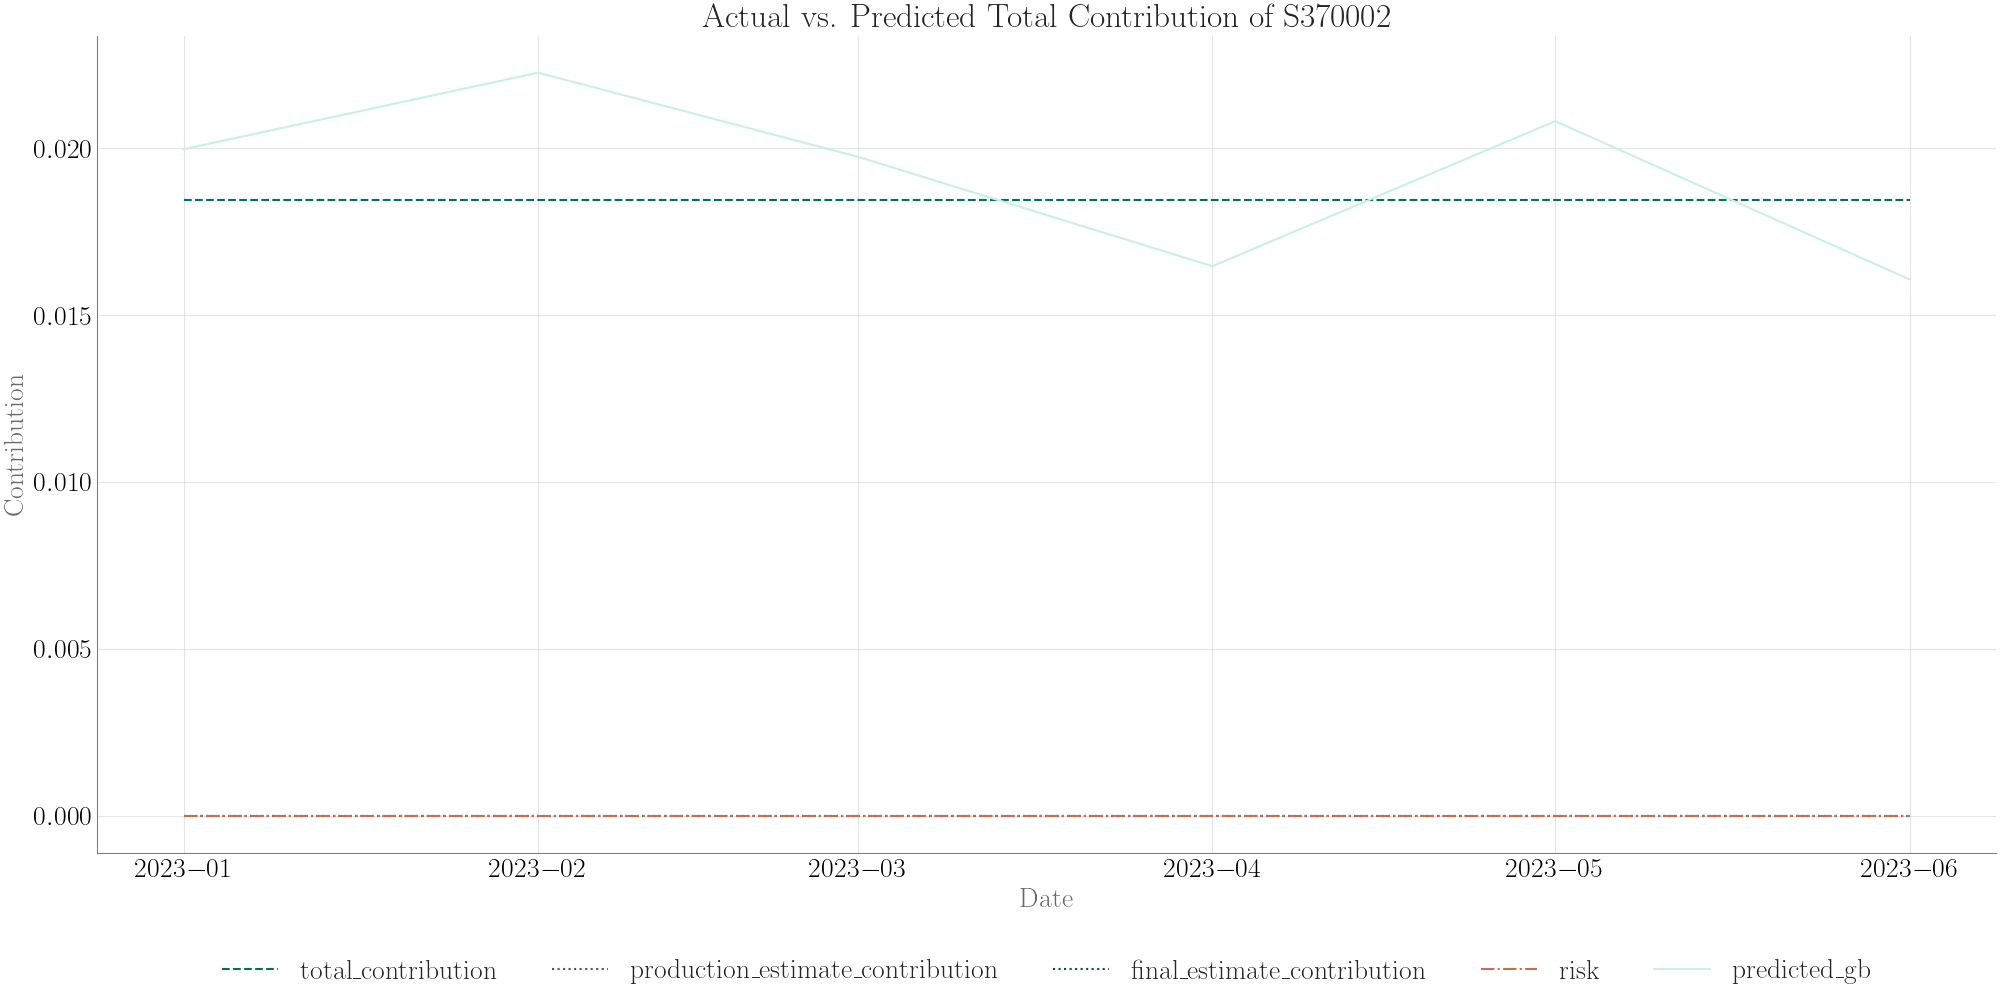 Actual vs. Predicted Total Contribution of S370002
Contribution
0.020
0.015
0.010
0.005
0.000
2023−01 2023−02 2023−03 2023−04 2023−05 2023−06
Date
total_contribution production_estimate_contribution final_estimate_contribution risk predicted_gb